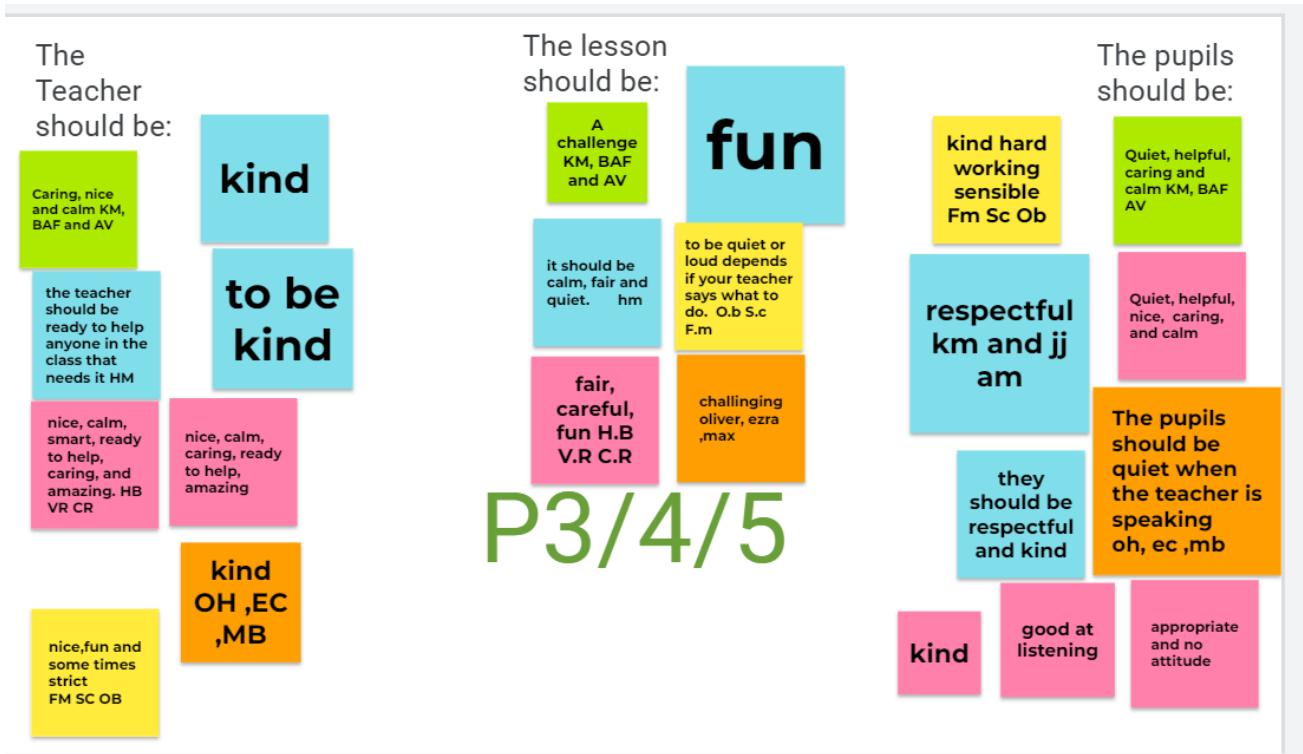 The
Teacher
should be:
Caring, nice
and calm KM,
BAF and AV
kind
the teacher
should be
ready to help
anyone in the
class that
needs it HM
to be
kind
nice, calm,
smart, ready
to help,
caring, and
amazing. HB
VR CR
nice, calm,
caring, ready
to help,
amazing
kind
OH ,EC
,MB
nice,fun and
some times
strict
FM SC OB
The lesson
should be:
A
challenge
KM, BAF
and AV
fun
it should be
calm, fair and
quiet. hm
to be quiet or
loud depends
if your teacher
says what to
do. O.b S.c
F.m
fair,
careful,
fun H.B
V.R C.R
challinging
oliver, ezra
,max
P3/4/5
The pupils
should be:
kind hard
working
sensible
Fm Sc Ob
Quiet, helpful,
caring and
calm KM, BAF
AV
respectful
km and jj
am
Quiet, helpful,
nice, caring,
and calm
The pupils
should be
quiet when
the teacher is
speaking
oh, ec ,mb
they
should be
respectful
and kind
kind
good at
listening
appropriate
and no
attitude